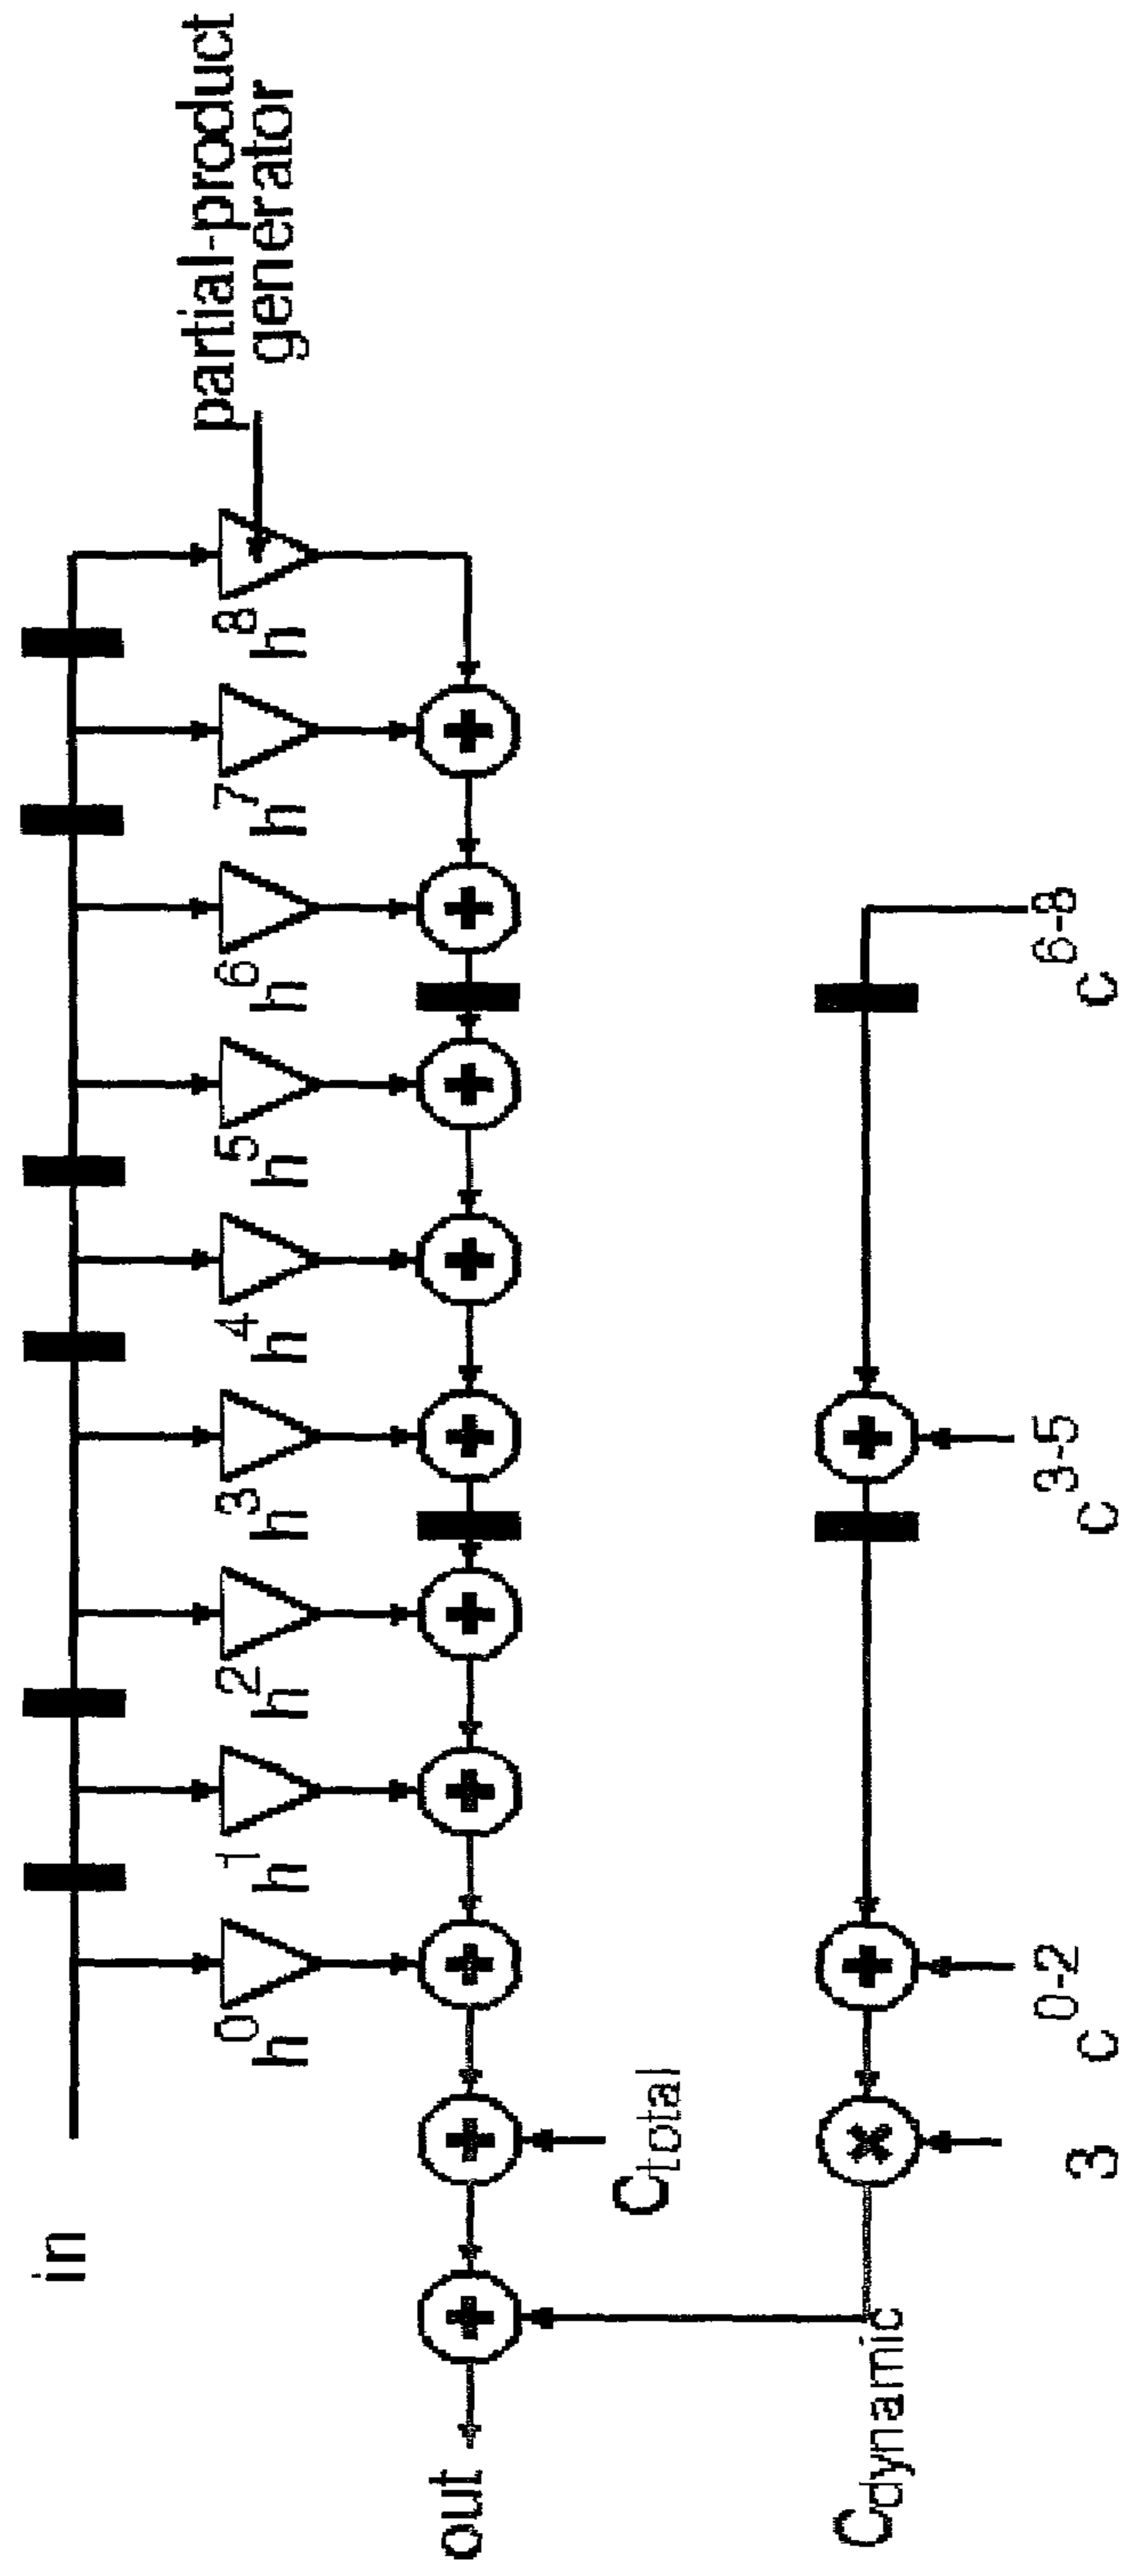 in
partial-product
generator
h0
h1
h2
h3
h4
h5
h6
h7
h8
out
Ctotal
Cdynamic
3
c0-2
c3-5
c6-8